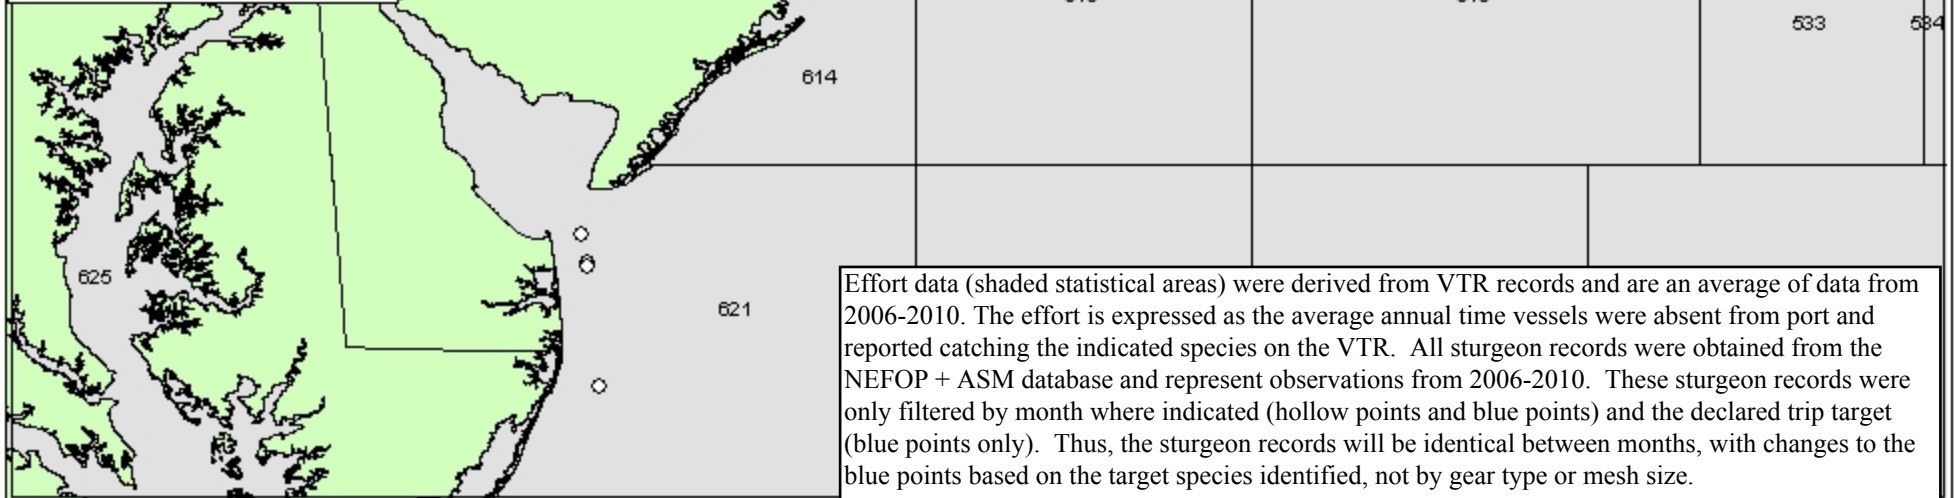 533
534
614
625
621
Effort data (shaded statistical areas) were derived from VTR records and are an average of data from
2006-2010. The effort is expressed as the average annual time vessels were absent from port and
reported catching the indicated species on the VTR.  All sturgeon records were obtained from the
NEFOP + ASM database and represent observations from 2006-2010.  These sturgeon records were
only filtered by month where indicated (hollow points and blue points) and the declared trip target
(blue points only).  Thus, the sturgeon records will be identical between months, with changes to the
blue points based on the target species identified, not by gear type or mesh size.